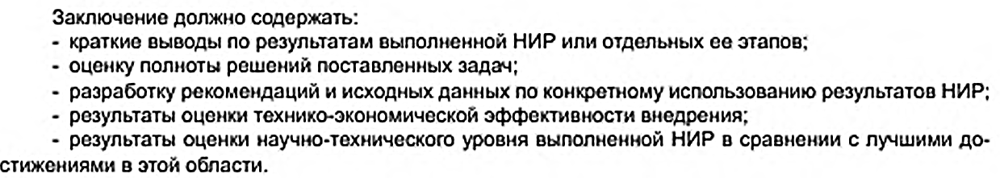 Заключение должно содержать:
- краткие выводы по результатам выполненной НИР или отдельных ее этапов;
- оценку полноты решений поставленных задач;
- разработку рекомендаций и исходных данных по конкретному использованию результатов НИР;
- результаты оценки технико-экономической эффективности внедрения;
- результаты оценки научно-технического уровня выполненной НИР в сравнении с лучшими до-
стижениями в этой области.